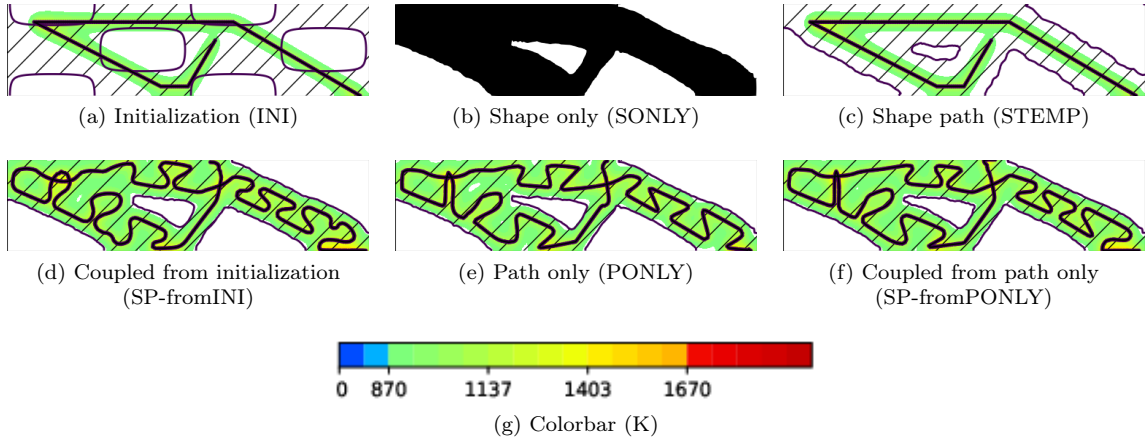 (a) Initialization (INI)
(b) Shape only (SONLY)
(c) Shape path (STEMP)
(d) Coupled from initialization
(SP-fromINI)
(e) Path only (PONLY)
(f) Coupled from path only
(SP-fromPONLY)
0 870 1137 1403 1670
(g) Colorbar (K)